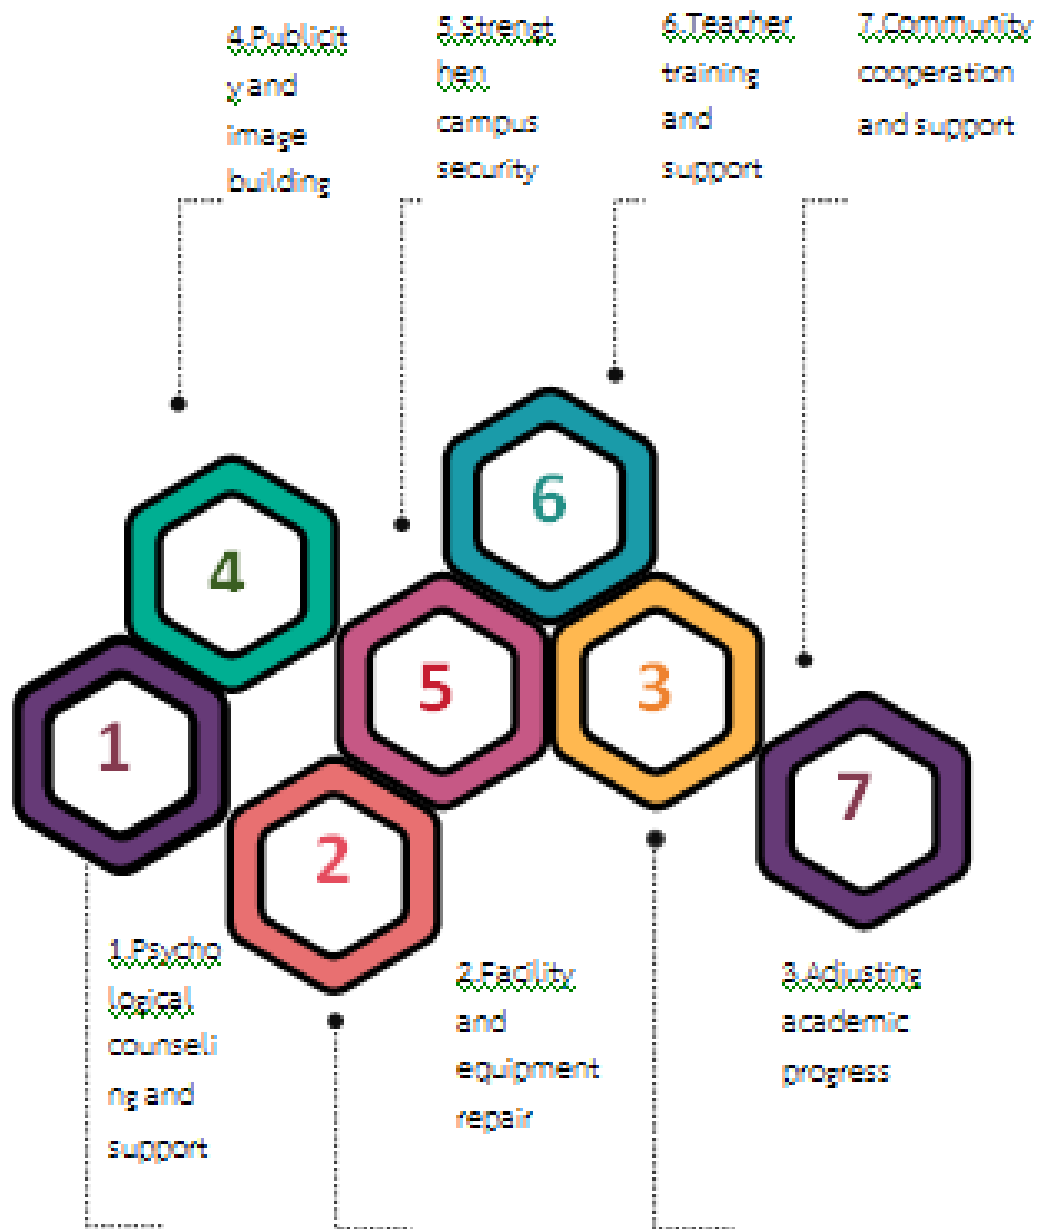 4.Publicit
y and
image
building
5.Strengt
hen
campus
security
6.Teacher
training
and
support
7.Community
cooperation
and support
6
4
5
3
1
7
2
1.Psycho
logical
counseli
ng and
support
2.Facility
and
equipment
repair
3.Adjusting
academic
progress